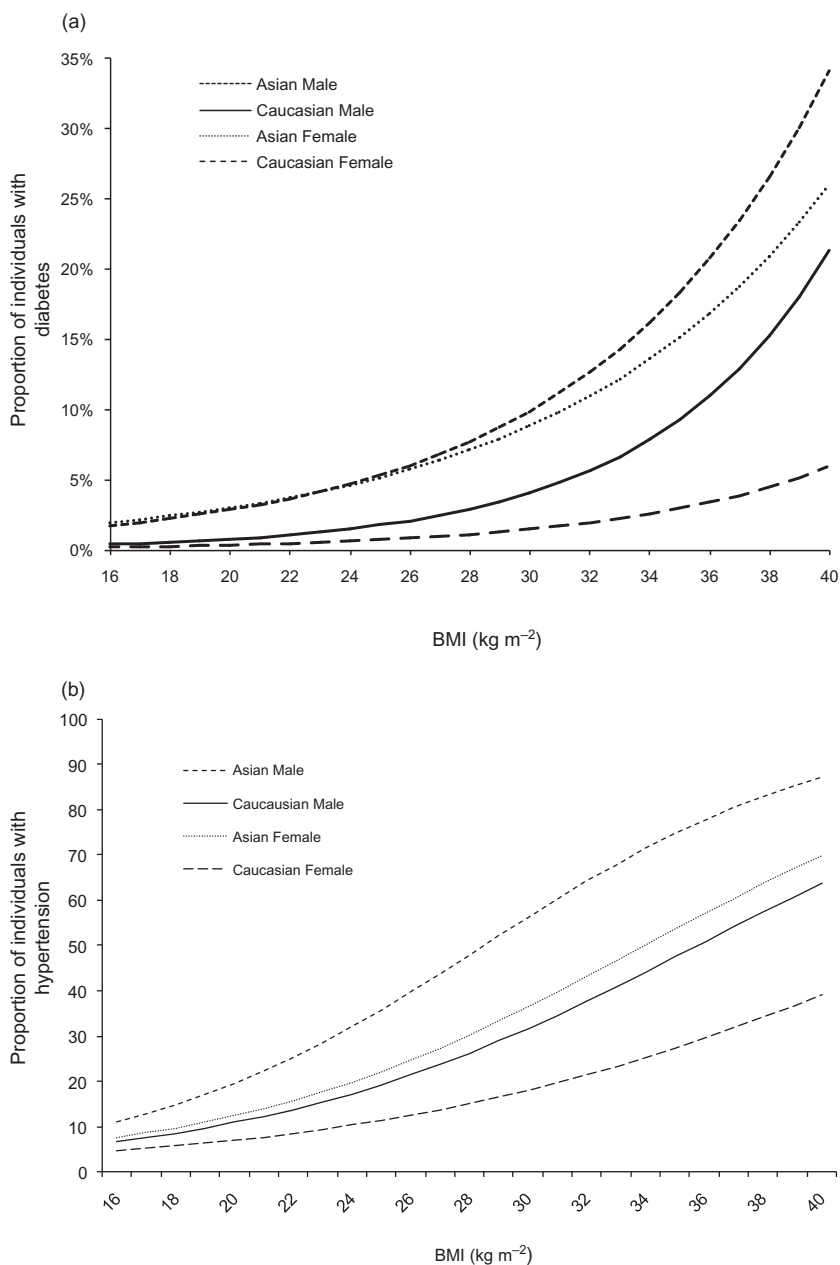 (a)
35%
30%
25%
20%
15%
10%
5%
0%
Proportion of individuals with
diabetes
Asian Male
Caucasian Male
Asian Female
Caucasian Female
16 18 20 22 24 26 28 30 32 34 36 38 40
BMI (kg m⁻²)
(b)
100
90
80
70
60
50
40
30
20
10
0
Proportion of individuals with
hypertension
Asian Male
Caucausian Male
Asian Female
Caucasian Female
16 18 20 22 24 26 28 30 32 34 36 38 40
BMI (kg m⁻²)